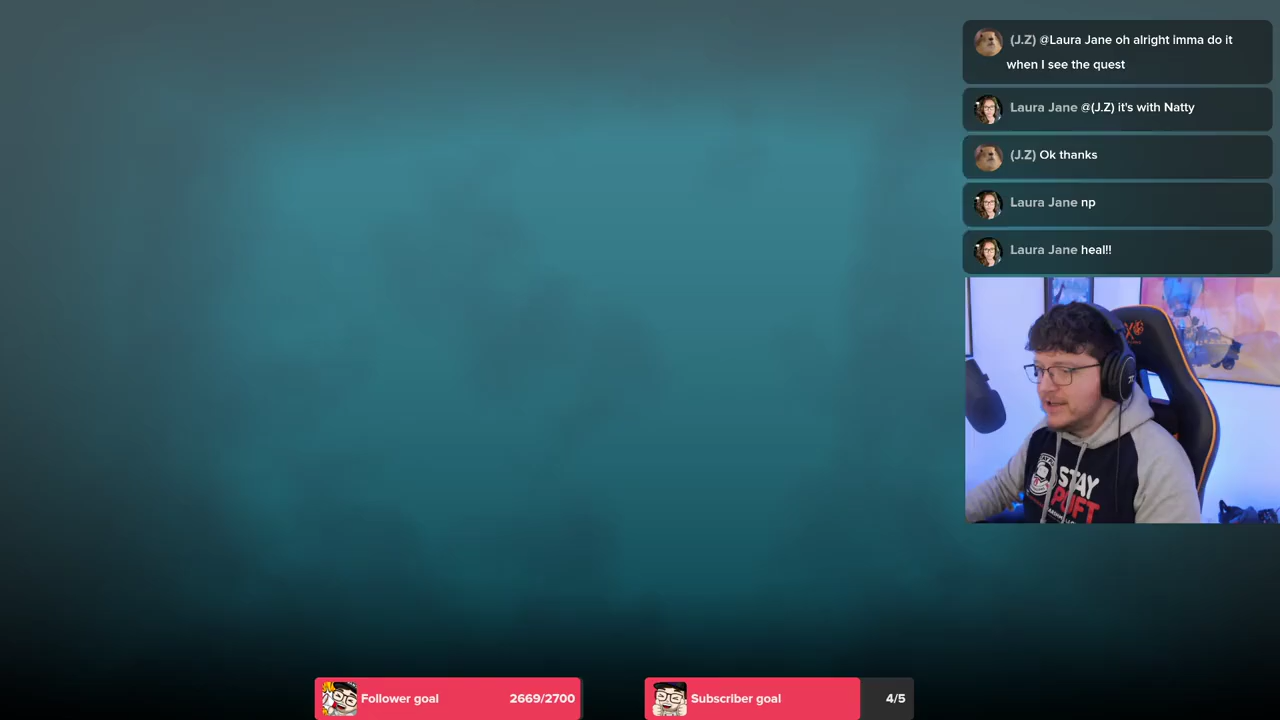 (J.Z) @Laura Jane oh alright imma do it
when I see the quest
Laura Jane @(J.Z) it's with Natty
(J.Z) Ok thanks
Laura Jane np
Laura Jane heal!!
STAY
PUFT
Follower goal 2669/2700
Subscriber goal 4/5